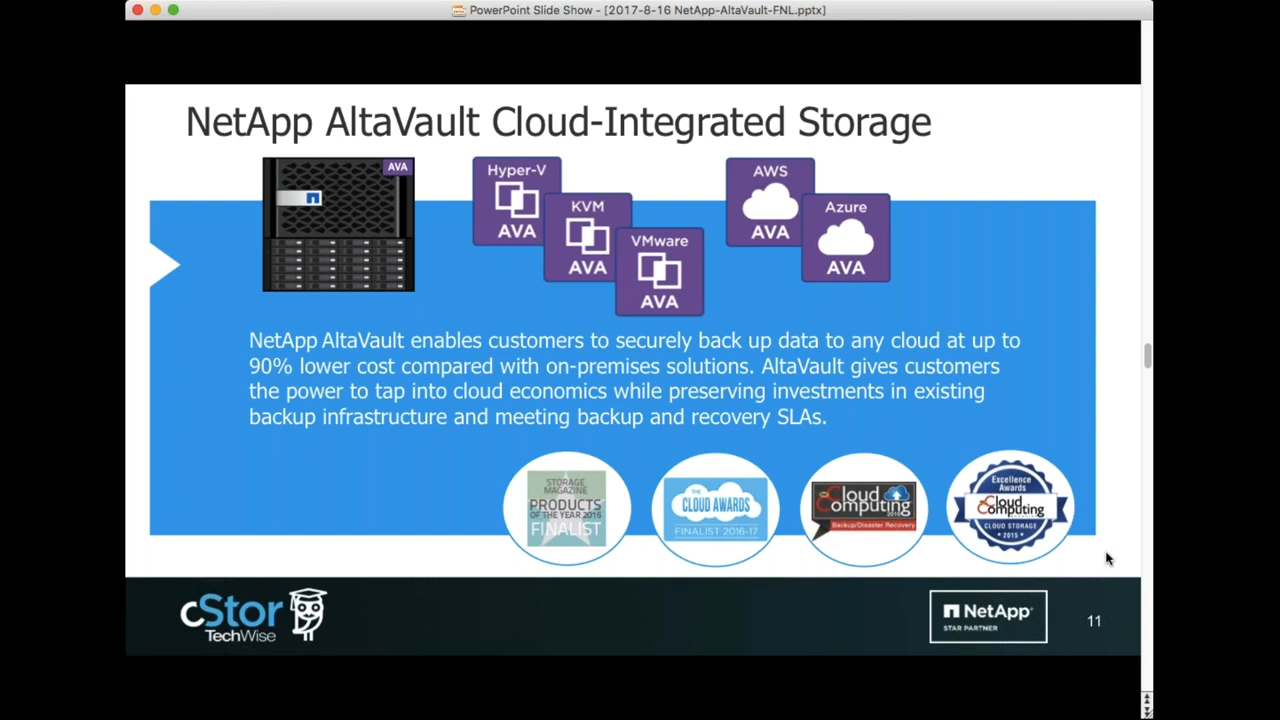 PowerPoint Slide Show - [2017-8-16 NetApp-AltaVault-FNL.pptx]
NetApp AltaVault Cloud-Integrated Storage
AVA
Hyper-V
AVA
KVM
AVA
VMware
AVA
AWS
AVA
Azure
AVA
NetApp AltaVault enables customers to securely back up data to any cloud at up to
90% lower cost compared with on-premises solutions. AltaVault gives customers
the power to tap into cloud economics while preserving investments in existing
backup infrastructure and meeting backup and recovery SLAs.
STORAGE
MAGAZINE
PRODUCTS
OF THE YEAR 2016
FINALIST
THE
CLOUD AWARDS
FINALIST 2016-17
Cloud
Computing
Backup/Disaster Recovery
Excellence
Awards
Cloud
Computing
CLOUD STORAGE
2015
cStor
TechWise
NetApp
STAR PARTNER
11